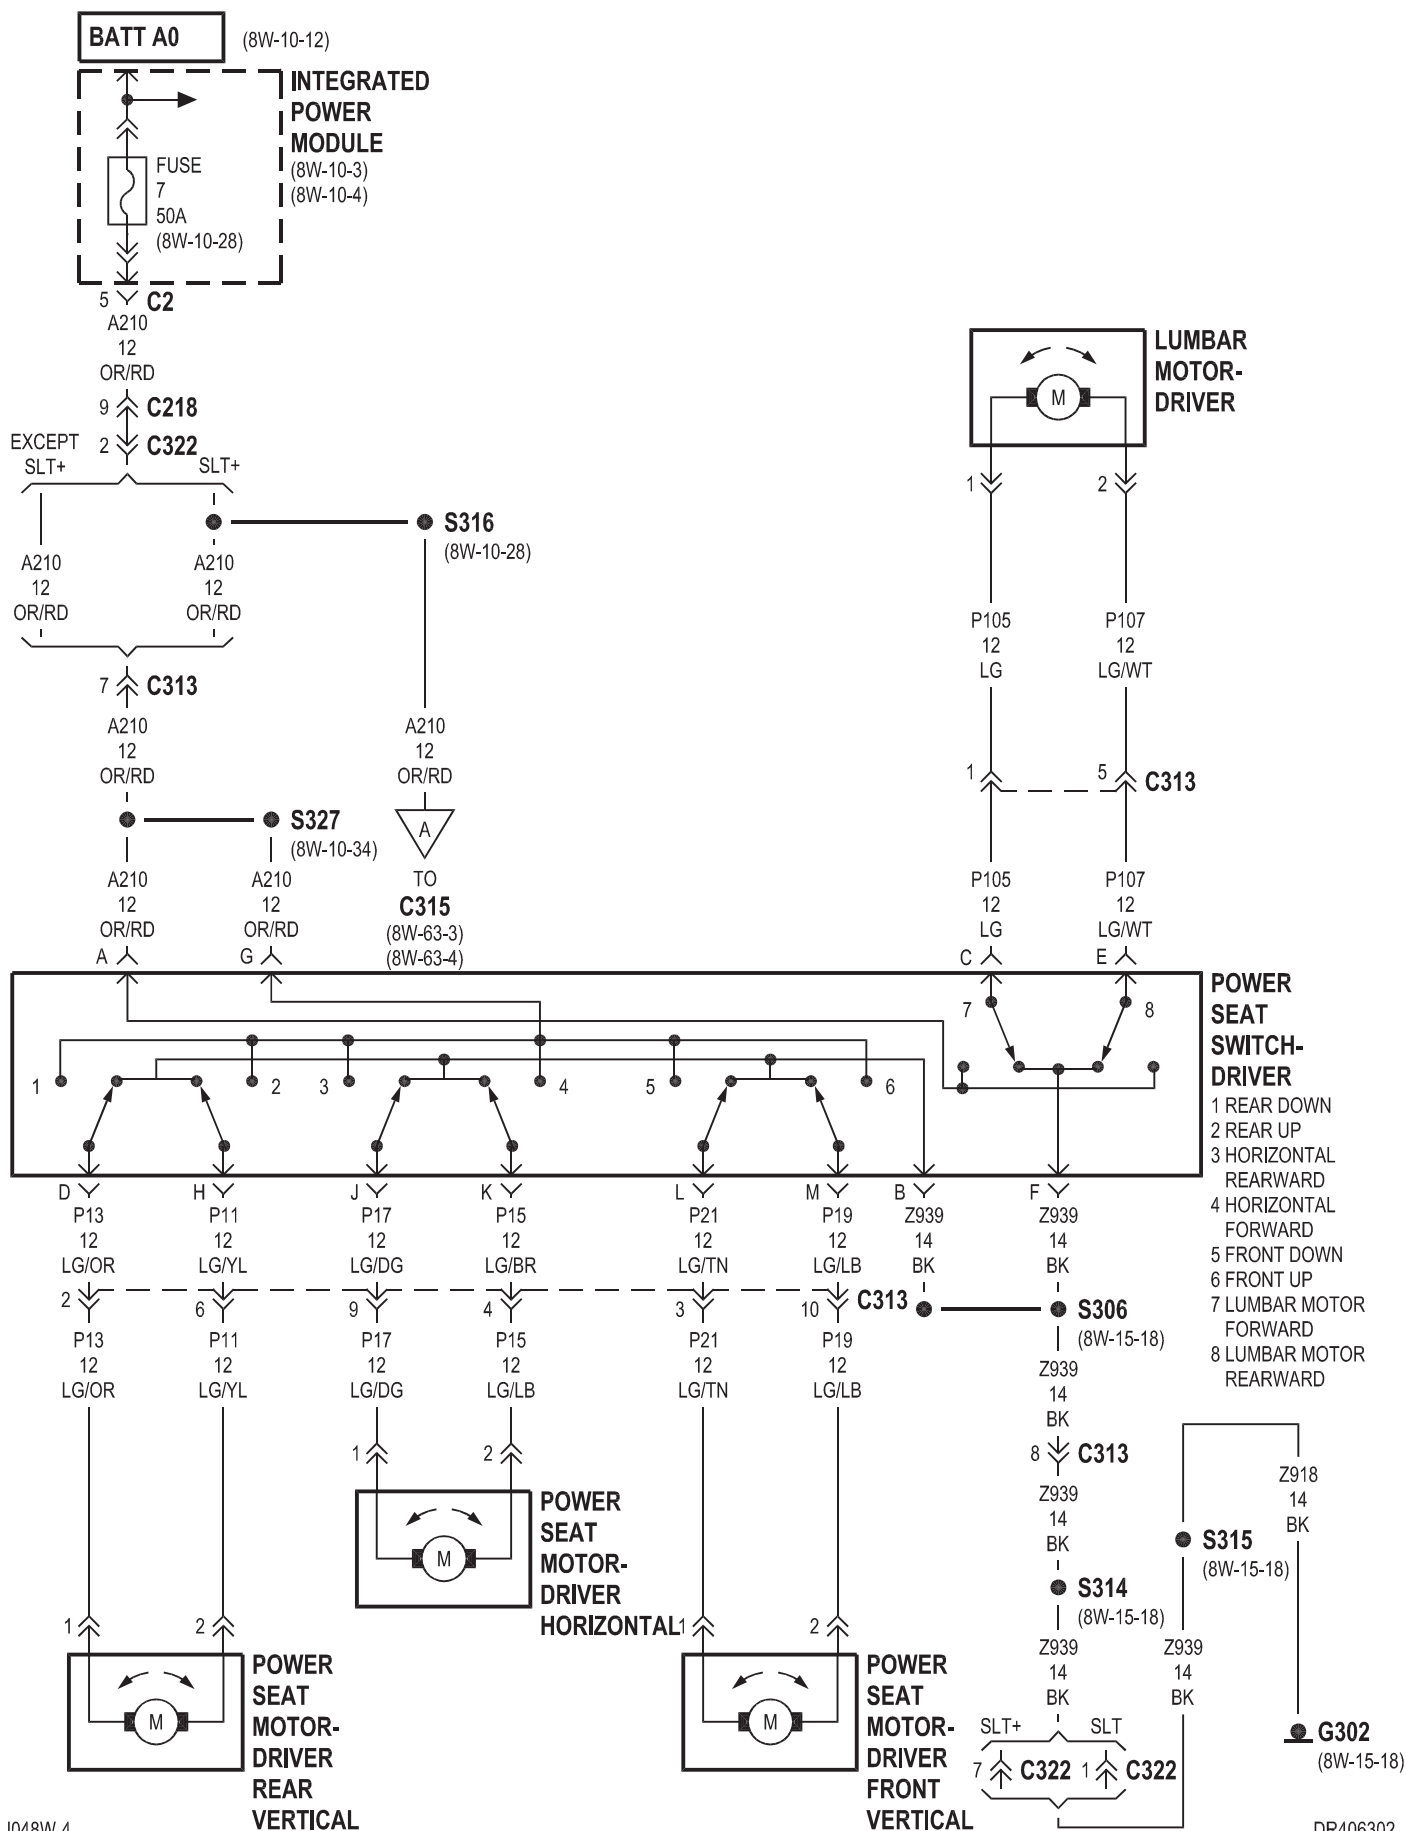 BATT A0
(8W-10-12)
INTEGRATED
POWER
MODULE
(8W-10-3)
(8W-10-4)
FUSE
7
50A
(8W-10-28)
5 C2
A210
12
OR/RD
9 C218
2 C322
EXCEPT
SLT+
SLT+
S316
(8W-10-28)
A210
12
OR/RD
A210
12
OR/RD
7 C313
A210
12
OR/RD
A210
12
OR/RD
S327
(8W-10-34)
A
TO
C315
(8W-63-3)
(8W-63-4)
A210
12
OR/RD
A210
12
OR/RD
A
G
LUMBAR
MOTOR-
DRIVER
M
1
2
P105
12
LG
P107
12
LG/WT
1
5
C313
P105
12
LG
P107
12
LG/WT
C
E
7
8
1
2
3
4
5
6
POWER
SEAT
SWITCH-
DRIVER
1 REAR DOWN
2 REAR UP
3 HORIZONTAL
REARWARD
4 HORIZONTAL
FORWARD
5 FRONT DOWN
6 FRONT UP
7 LUMBAR MOTOR
FORWARD
8 LUMBAR MOTOR
REARWARD
D
H
J
K
L
M
B
F
P13
12
LG/OR
P11
12
LG/YL
P17
12
LG/DG
P15
12
LG/BR
P21
12
LG/TN
P19
12
LG/LB
Z939
14
BK
Z939
14
BK
2
6
9
4
3
10
C313
S306
(8W-15-18)
P13
12
LG/OR
P11
12
LG/YL
P17
12
LG/DG
P15
12
LG/LB
P21
12
LG/TN
P19
12
LG/LB
Z939
14
BK
8 C313
Z939
14
BK
S314
(8W-15-18)
Z939
14
BK
Z918
14
BK
S315
(8W-15-18)
Z939
14
BK
1
2
M
POWER
SEAT
MOTOR-
DRIVER
HORIZONTAL
1
2
M
POWER
SEAT
MOTOR-
DRIVER
REAR
VERTICAL
1
2
M
POWER
SEAT
MOTOR-
DRIVER
FRONT
VERTICAL
SLT+
SLT
7 C322
1 C322
G302
(8W-15-18)
J048W-4
DR406302